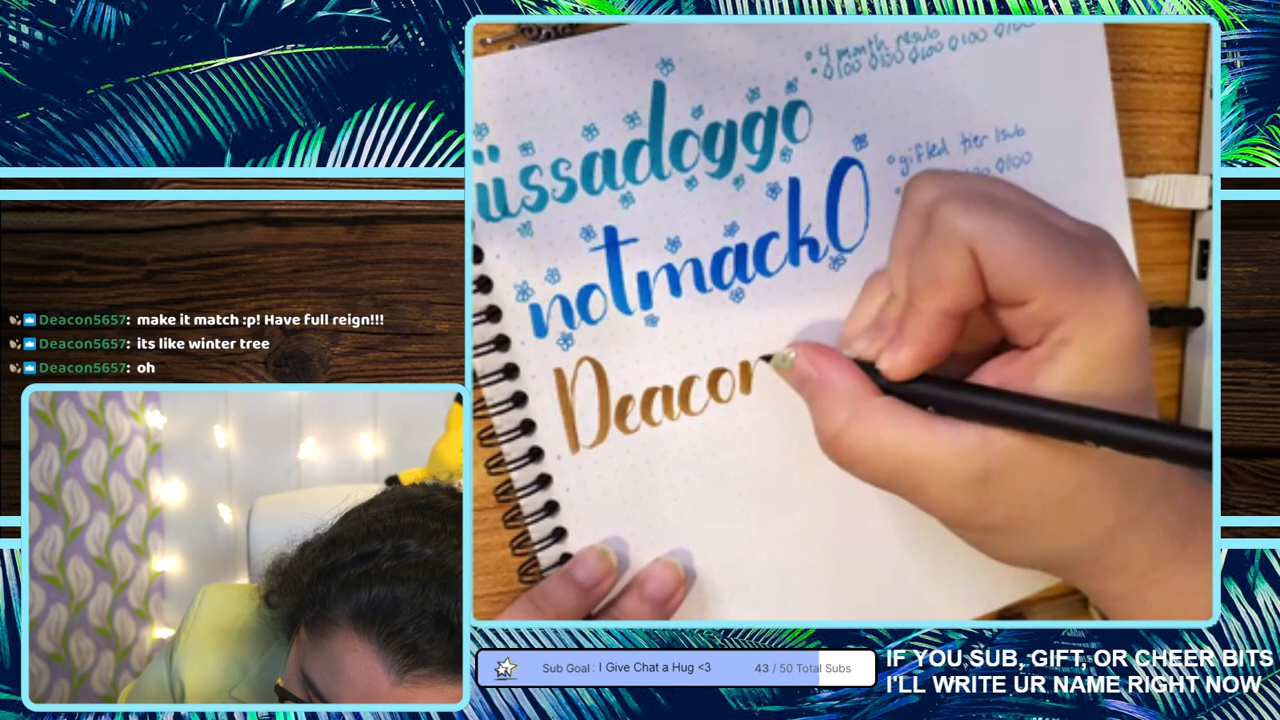 • 4 month resub
üssadoggo
• gifted tier 1 sub
notmack0
Deacon5657: make it match :p! Have full reign!!!
Deacon5657: its like winter tree
Deacon5657: oh
Deacon
Sub Goal: I Give Chat a Hug <3 43 / 50 Total Subs
IF YOU SUB, GIFT, OR CHEER BITS
I'LL WRITE UR NAME RIGHT NOW